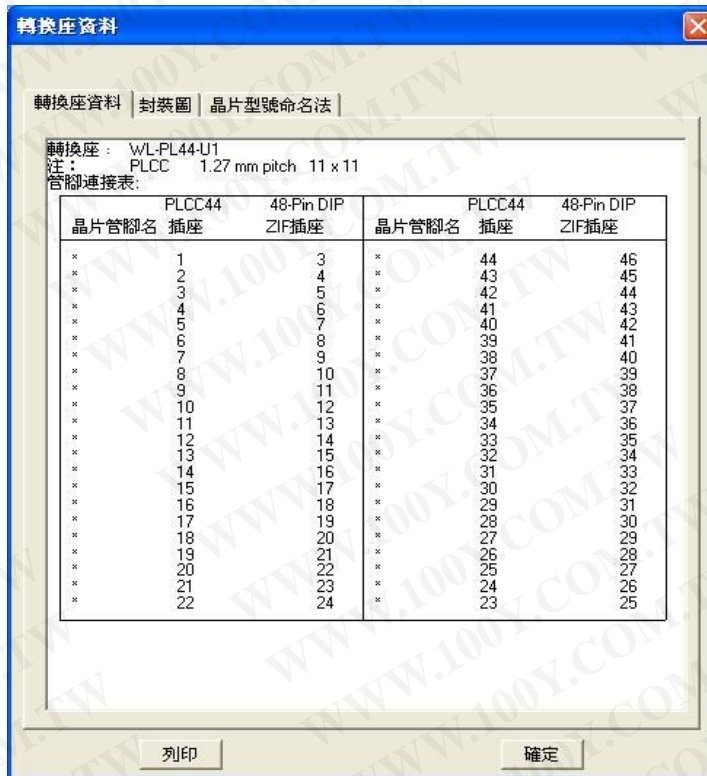 轉換座資料
轉換座資料 封裝圖 晶片型號命名法
轉換座： WL-PL44-U1
注： PLCC 1.27 mm pitch 11 x 11
管腳連接表:
PLCC44 48-Pin DIP PLCC44 48-Pin DIP
晶片管腳名 插座 ZIF插座 晶片管腳名 插座 ZIF插座
* 1 3 * 44 46
* 2 4 * 43 45
* 3 5 * 42 44
* 4 6 * 41 43
* 5 7 * 40 42
* 6 8 * 39 41
* 7 9 * 38 40
* 8 10 * 37 39
* 9 11 * 36 38
* 10 12 * 35 37
* 11 13 * 34 36
* 12 14 * 33 35
* 13 15 * 32 34
* 14 16 * 31 33
* 15 17 * 30 32
* 16 18 * 29 31
* 17 19 * 28 30
* 18 20 * 27 29
* 19 21 * 26 28
* 20 22 * 25 27
* 21 23 * 24 26
* 22 24 * 23 25
列印 確定
WWW.100Y.COM.TW